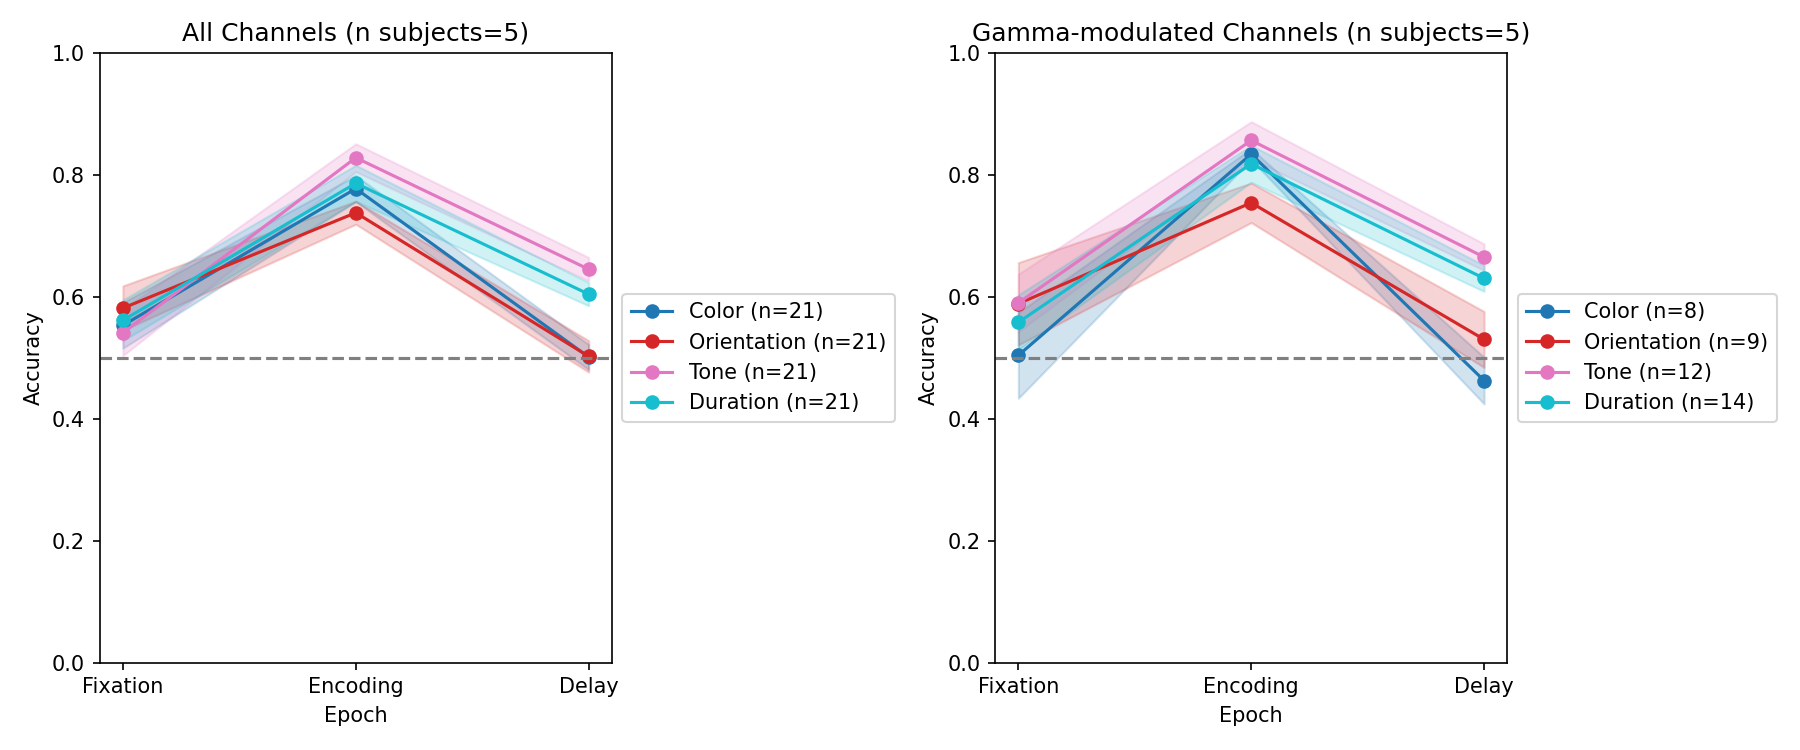 All Channels (n subjects=5)
1.0
0.8
0.6
0.4
0.2
0.0
Accuracy
Fixation
Encoding
Delay
Epoch
Color (n=21)
Orientation (n=21)
Tone (n=21)
Duration (n=21)
Gamma-modulated Channels (n subjects=5)
1.0
0.8
0.6
0.4
0.2
0.0
Accuracy
Fixation
Encoding
Delay
Epoch
Color (n=8)
Orientation (n=9)
Tone (n=12)
Duration (n=14)